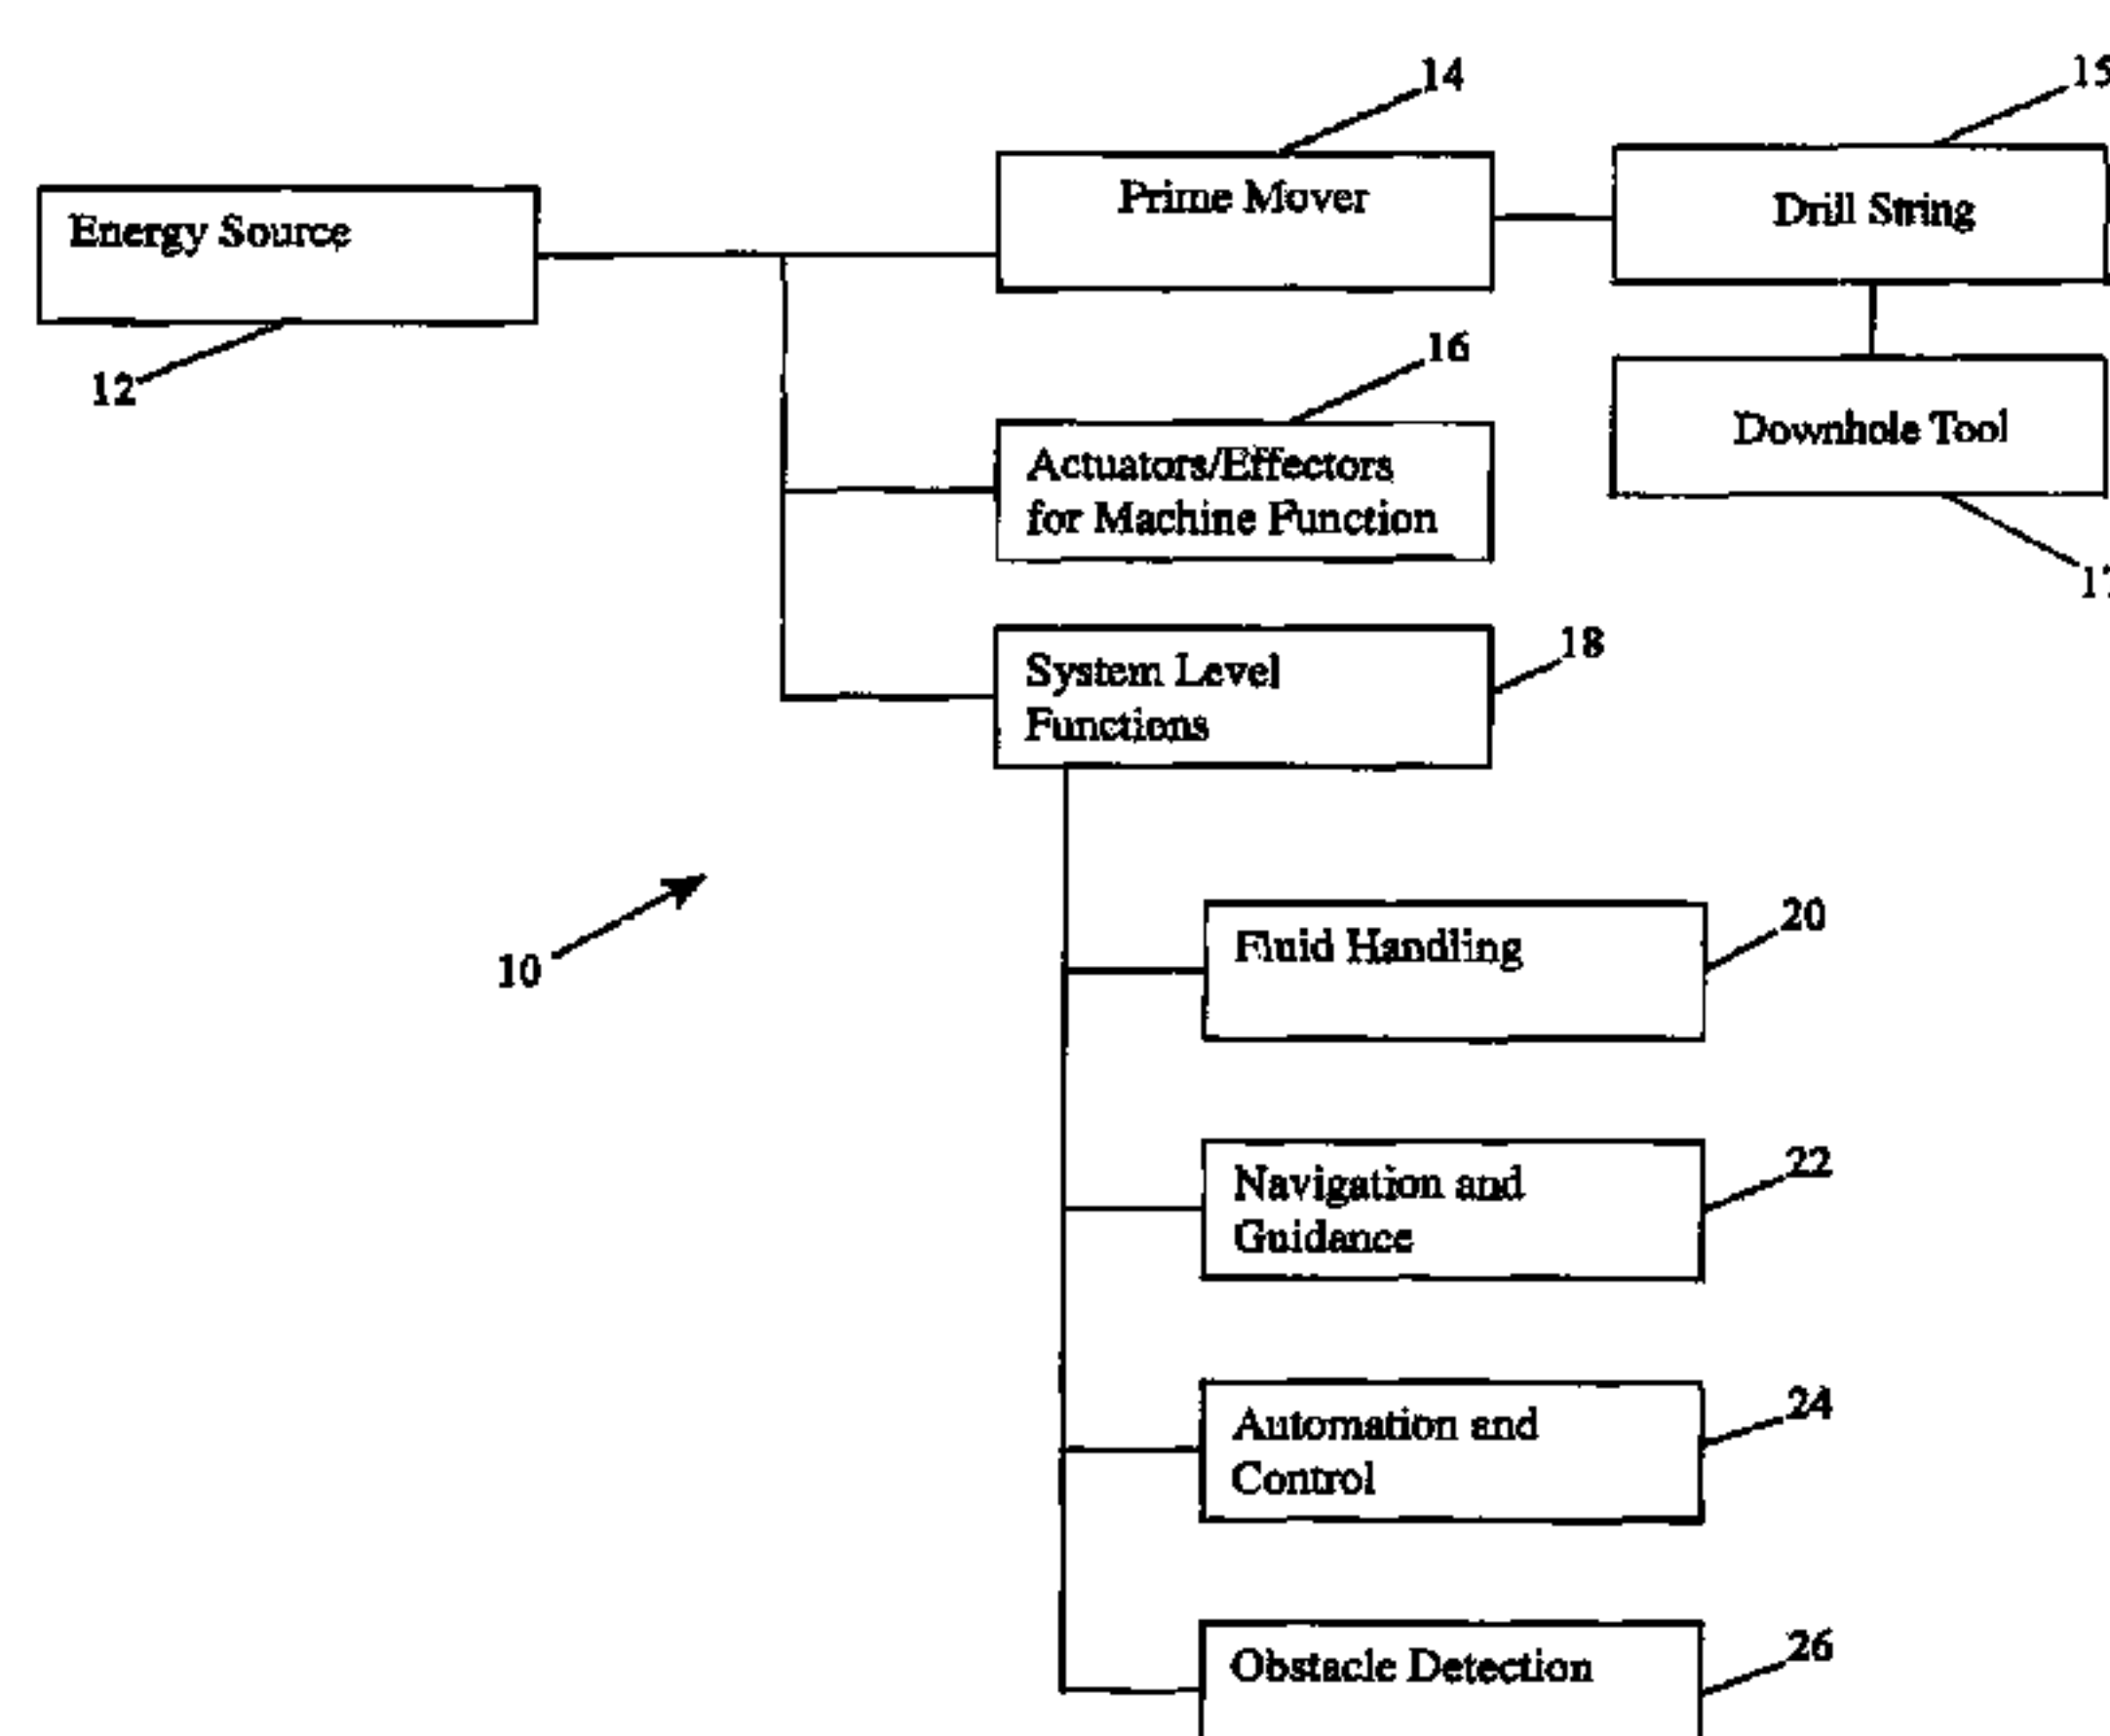 14
15
Prime Mover
Drill String
Energy Source
12
16
Actuators/Effectors
for Machine Function
Downhole Tool
18
System Level
Functions
10
20
Fluid Handling
22
Navigation and
Guidance
24
Automation and
Control
26
Obstacle Detection